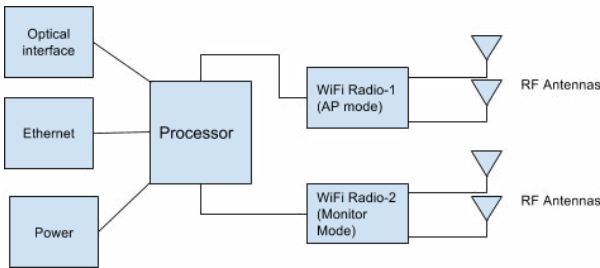 Optical
interface
Ethernet
Power
Processor
WiFi Radio-1
(AP mode)
RF Antennas
WiFi Radio-2
(Monitor
Mode)
RF Antennas